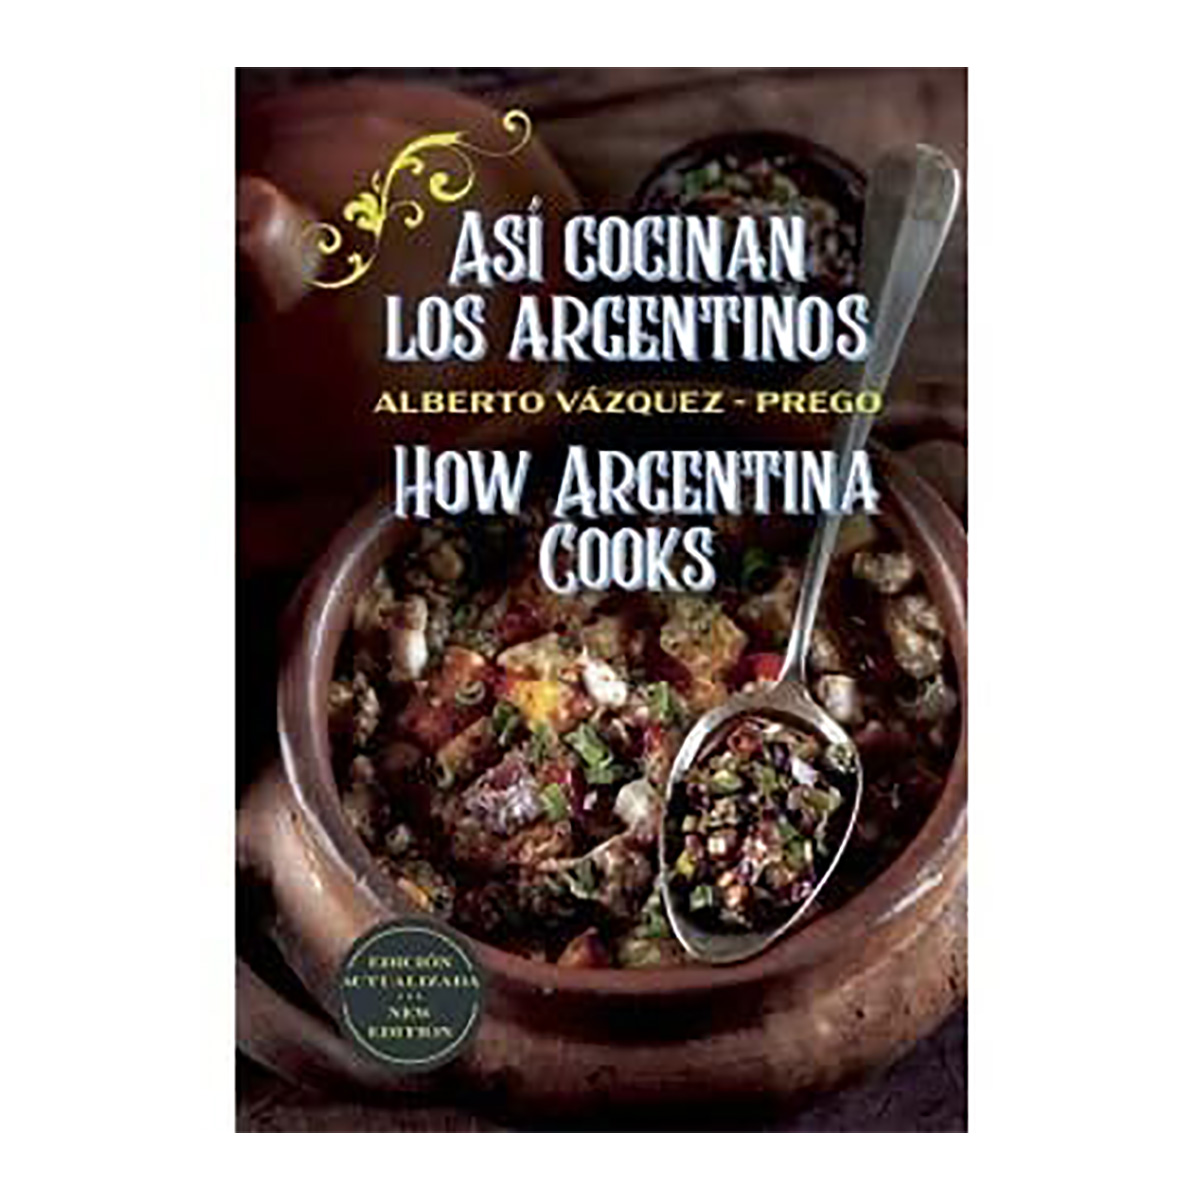 ASÍ COCINAN
LOS ARGENTINOS
ALBERTO VÁZQUEZ - PREGO
HOW ARGENTINA
COOKS
EDICIÓN
ACTUALIZADA
...
NEW
EDITION